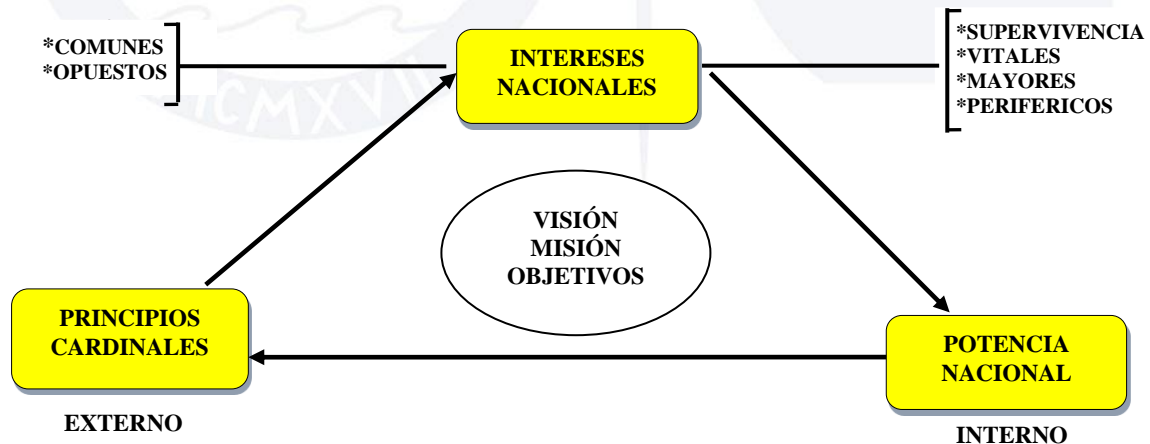 *COMUNES
*OPUESTOS
INTERESES
NACIONALES
*SUPERVIVENCIA
*VITALES
*MAYORES
*PERIFERICOS
VISIÓN
MISIÓN
OBJETIVOS
PRINCIPIOS
CARDINALES
EXTERNO
POTENCIA
NACIONAL
INTERNO